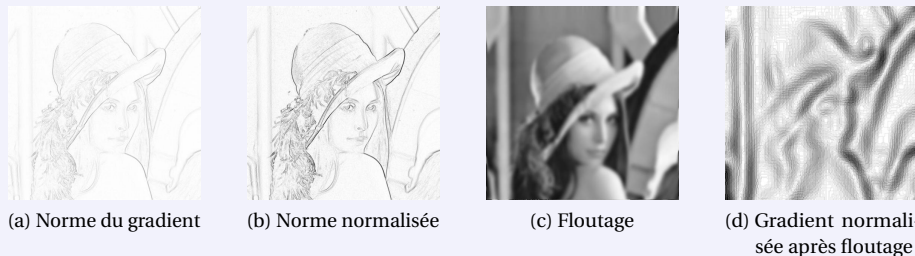 (a) Norme du gradient
(b) Norme normalisée
(c) Floutage
(d) Gradient normali-
sée après floutage